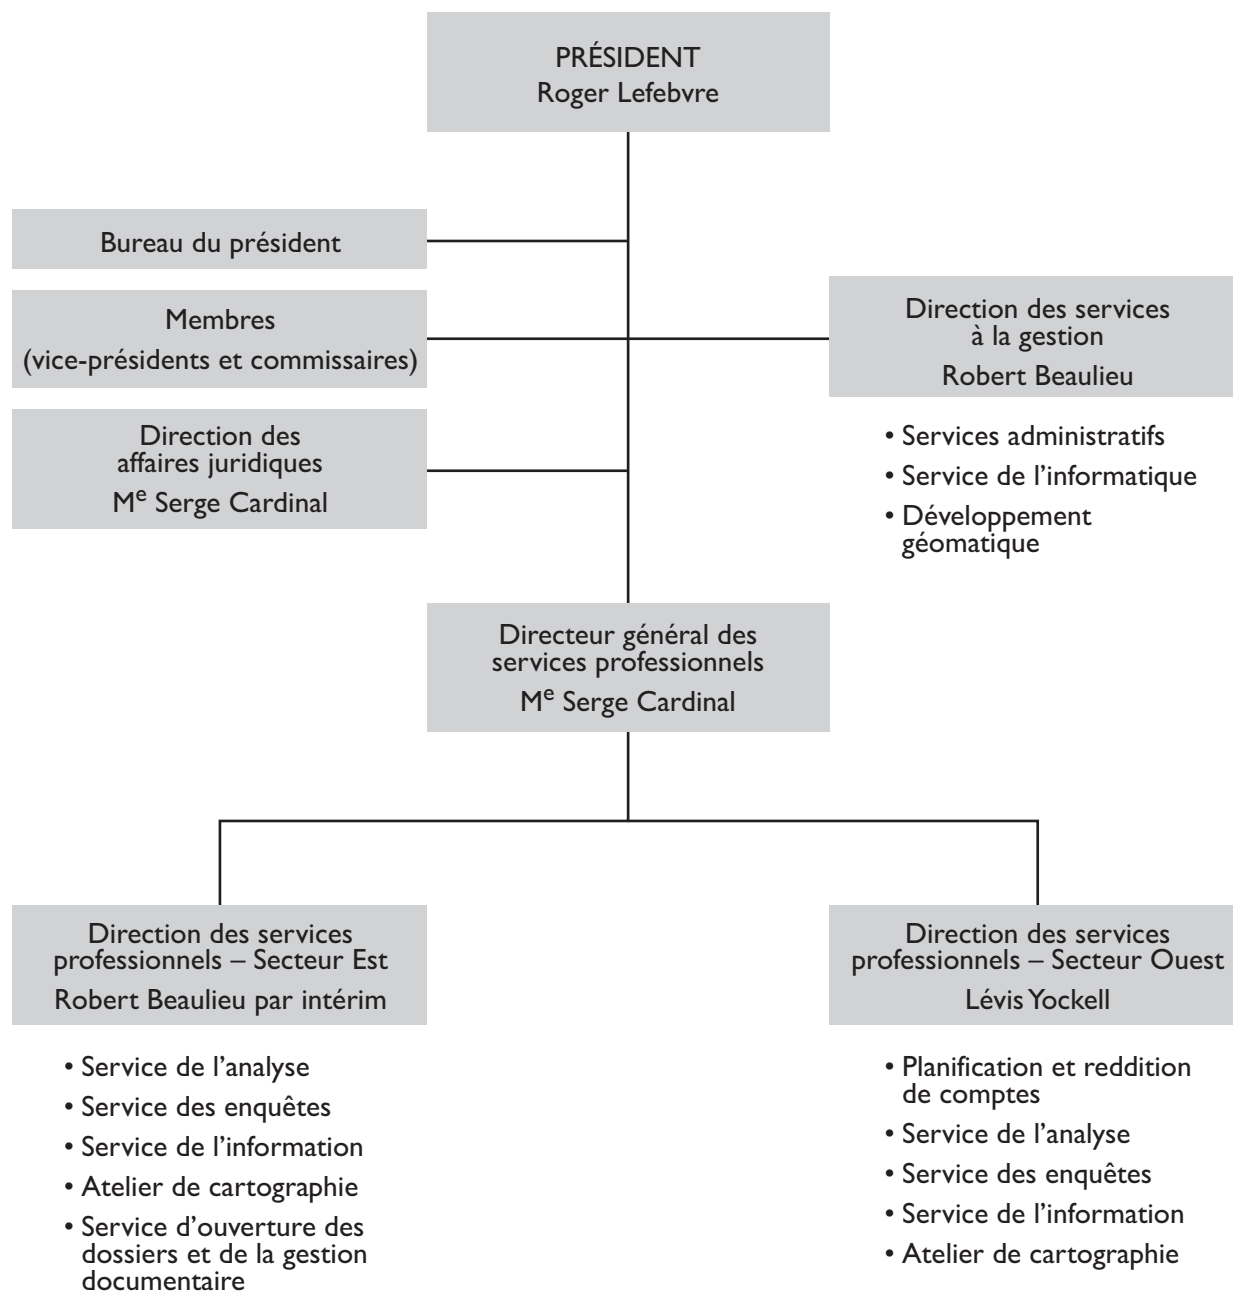 PRÉSIDENT
Roger Lefebvre
Bureau du président
Membres
(vice-présidents et commissaires)
Direction des services
à la gestion
Robert Beaulieu
• Services administratifs
• Service de l’informatique
• Développement
géomatique
Direction des
affaires juridiques
Me Serge Cardinal
Directeur général des
services professionnels
Me Serge Cardinal
Direction des services
professionnels – Secteur Est
Robert Beaulieu par intérim
• Service de l’analyse
• Service des enquêtes
• Service de l’information
• Atelier de cartographie
• Service d’ouverture des
dossiers et de la gestion
documentaire
Direction des services
professionnels – Secteur Ouest
Lévis Yockell
• Planification et reddition
de comptes
• Service de l’analyse
• Service des enquêtes
• Service de l’information
• Atelier de cartographie